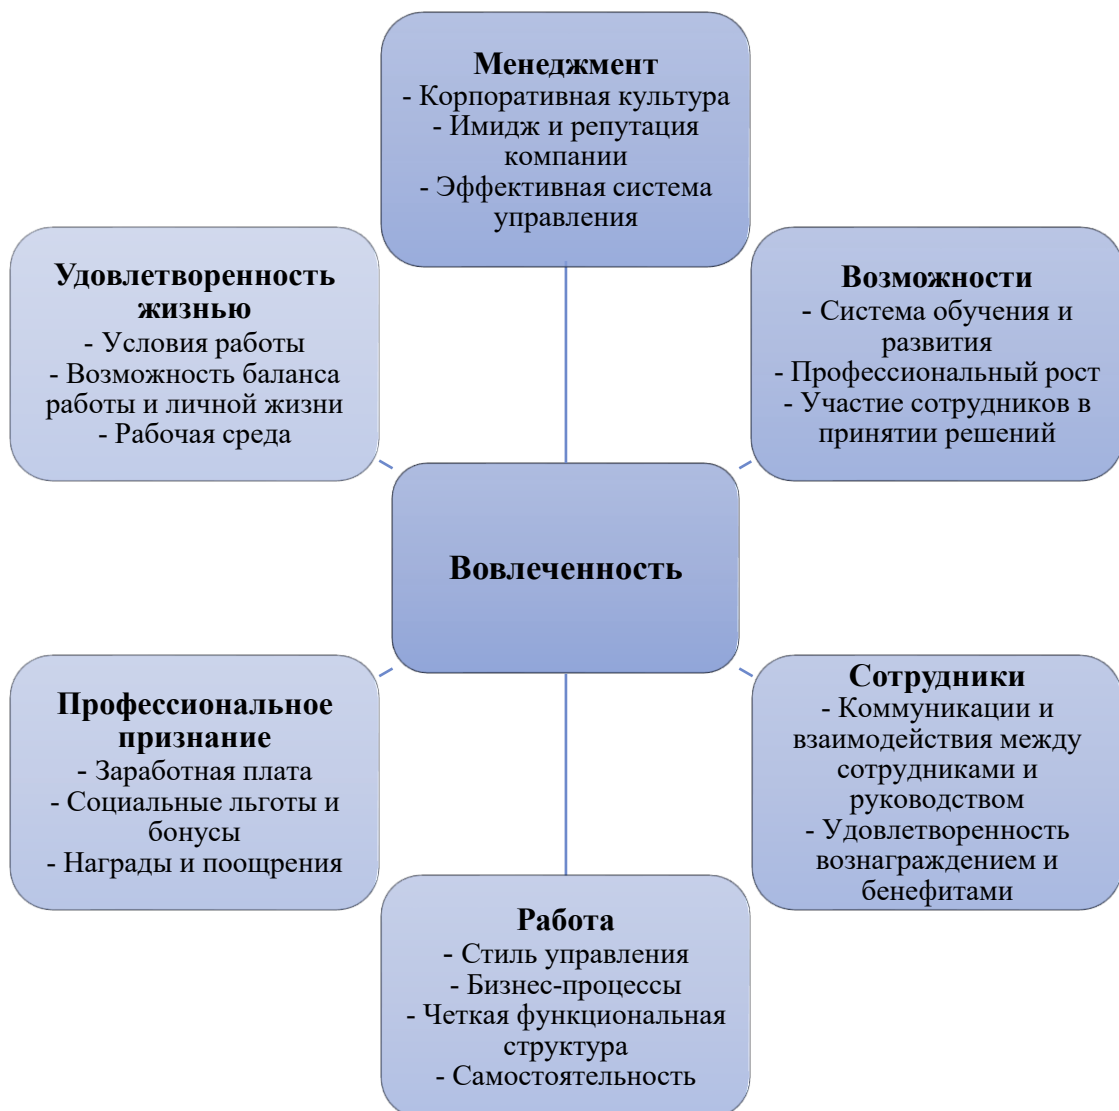 Менеджмент
- Корпоративная культура
- Имидж и репутация
компании
- Эффективная система
управления
Возможности
- Система обучения и
развития
- Профессиональный рост
- Участие сотрудников в
принятии решений
Сотрудники
- Коммуникации и
взаимодействия между
сотрудниками и
руководством
- Удовлетворенность
вознаграждением и
бенефитами
Работа
- Стиль управления
- Бизнес-процессы
- Четкая функциональная
структура
- Самостоятельность
Профессиональное
признание
- Заработная плата
- Социальные льготы и
бонусы
- Награды и поощрения
Удовлетворенность
жизнью
- Условия работы
- Возможность баланса
работы и личной жизни
- Рабочая среда
Вовлеченность